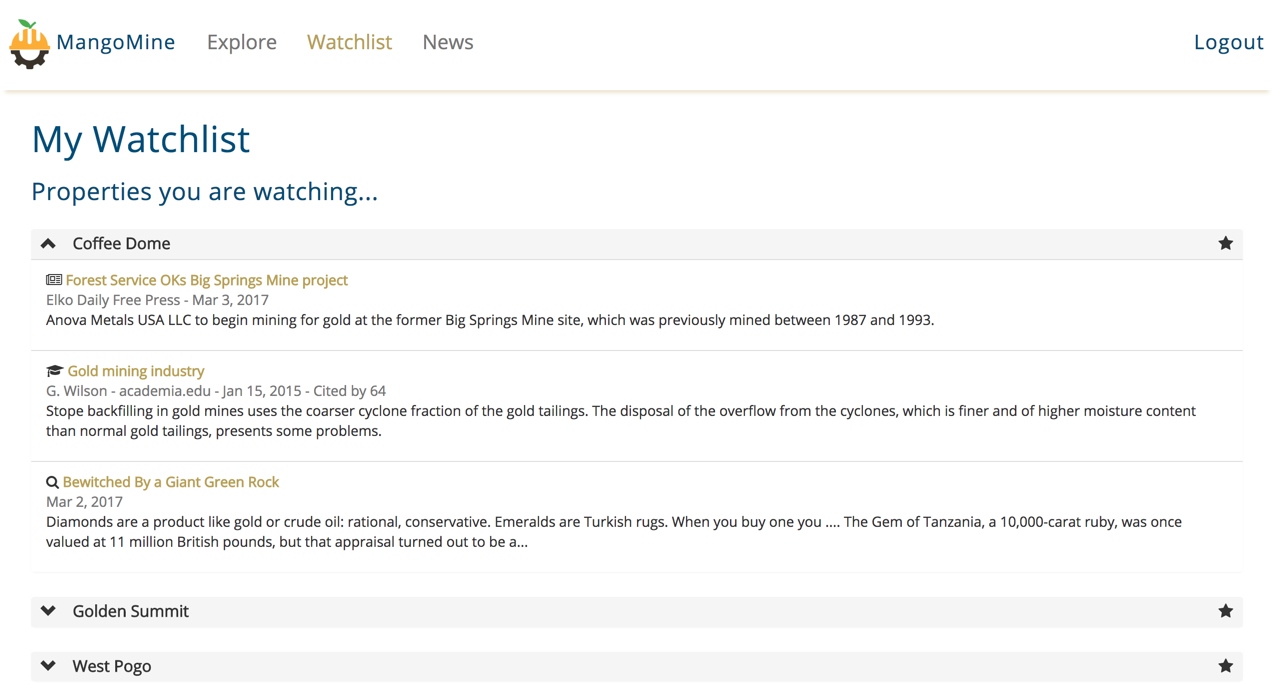 MangoMine Explore Watchlist News Logout
My Watchlist
Properties you are watching...
Coffee Dome
Forest Service OKs Big Springs Mine project
Elko Daily Free Press - Mar 3, 2017
Anova Metals USA LLC to begin mining for gold at the former Big Springs Mine site, which was previously mined between 1987 and 1993.
Gold mining industry
G. Wilson - academia.edu - Jan 15, 2015 - Cited by 64
Stope backfilling in gold mines uses the coarser cyclone fraction of the gold tailings. The disposal of the overflow from the cyclones, which is finer and of higher moisture content
than normal gold tailings, presents some problems.
Bewitched By a Giant Green Rock
Mar 2, 2017
Diamonds are a product like gold or crude oil: rational, conservative. Emeralds are Turkish rugs. When you buy one you .... The Gem of Tanzania, a 10,000-carat ruby, was once
valued at 11 million British pounds, but that appraisal turned out to be a...
Golden Summit
West Pogo